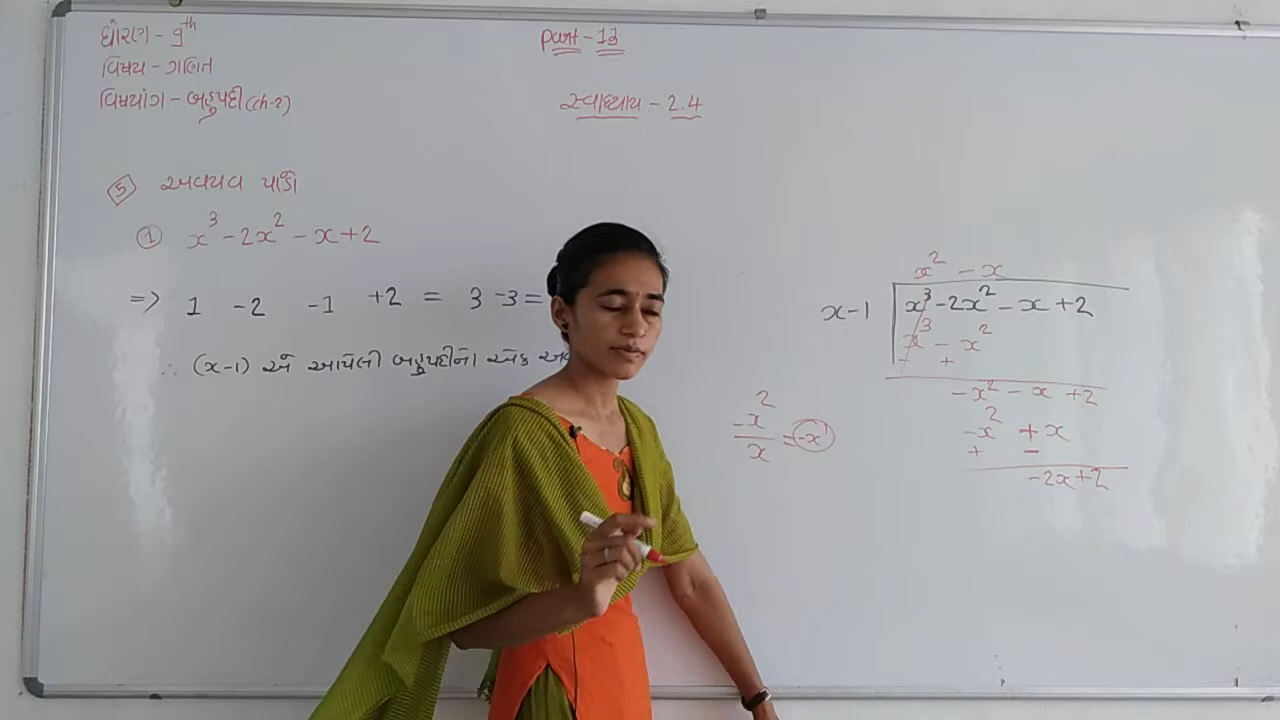 ધોરણ - 9th
વિષય - ગણિત
વિષયાંગ - બહુપદી (ch-2)
Part - 13
સ્વાધ્યાય - 2.4
5 અવયવ પાડો
① x³ - 2x² - x + 2
=> 1 -2 -1 +2 = 3 -3 =
∴ (x-1) એ આપેલી બહુપદીનો એક
x² - x
x-1 x³ - 2x² - x + 2
x³ - x²
- +
-x² - x + 2
-x² + x
+ -
-2x + 2
-x²
x
= -x